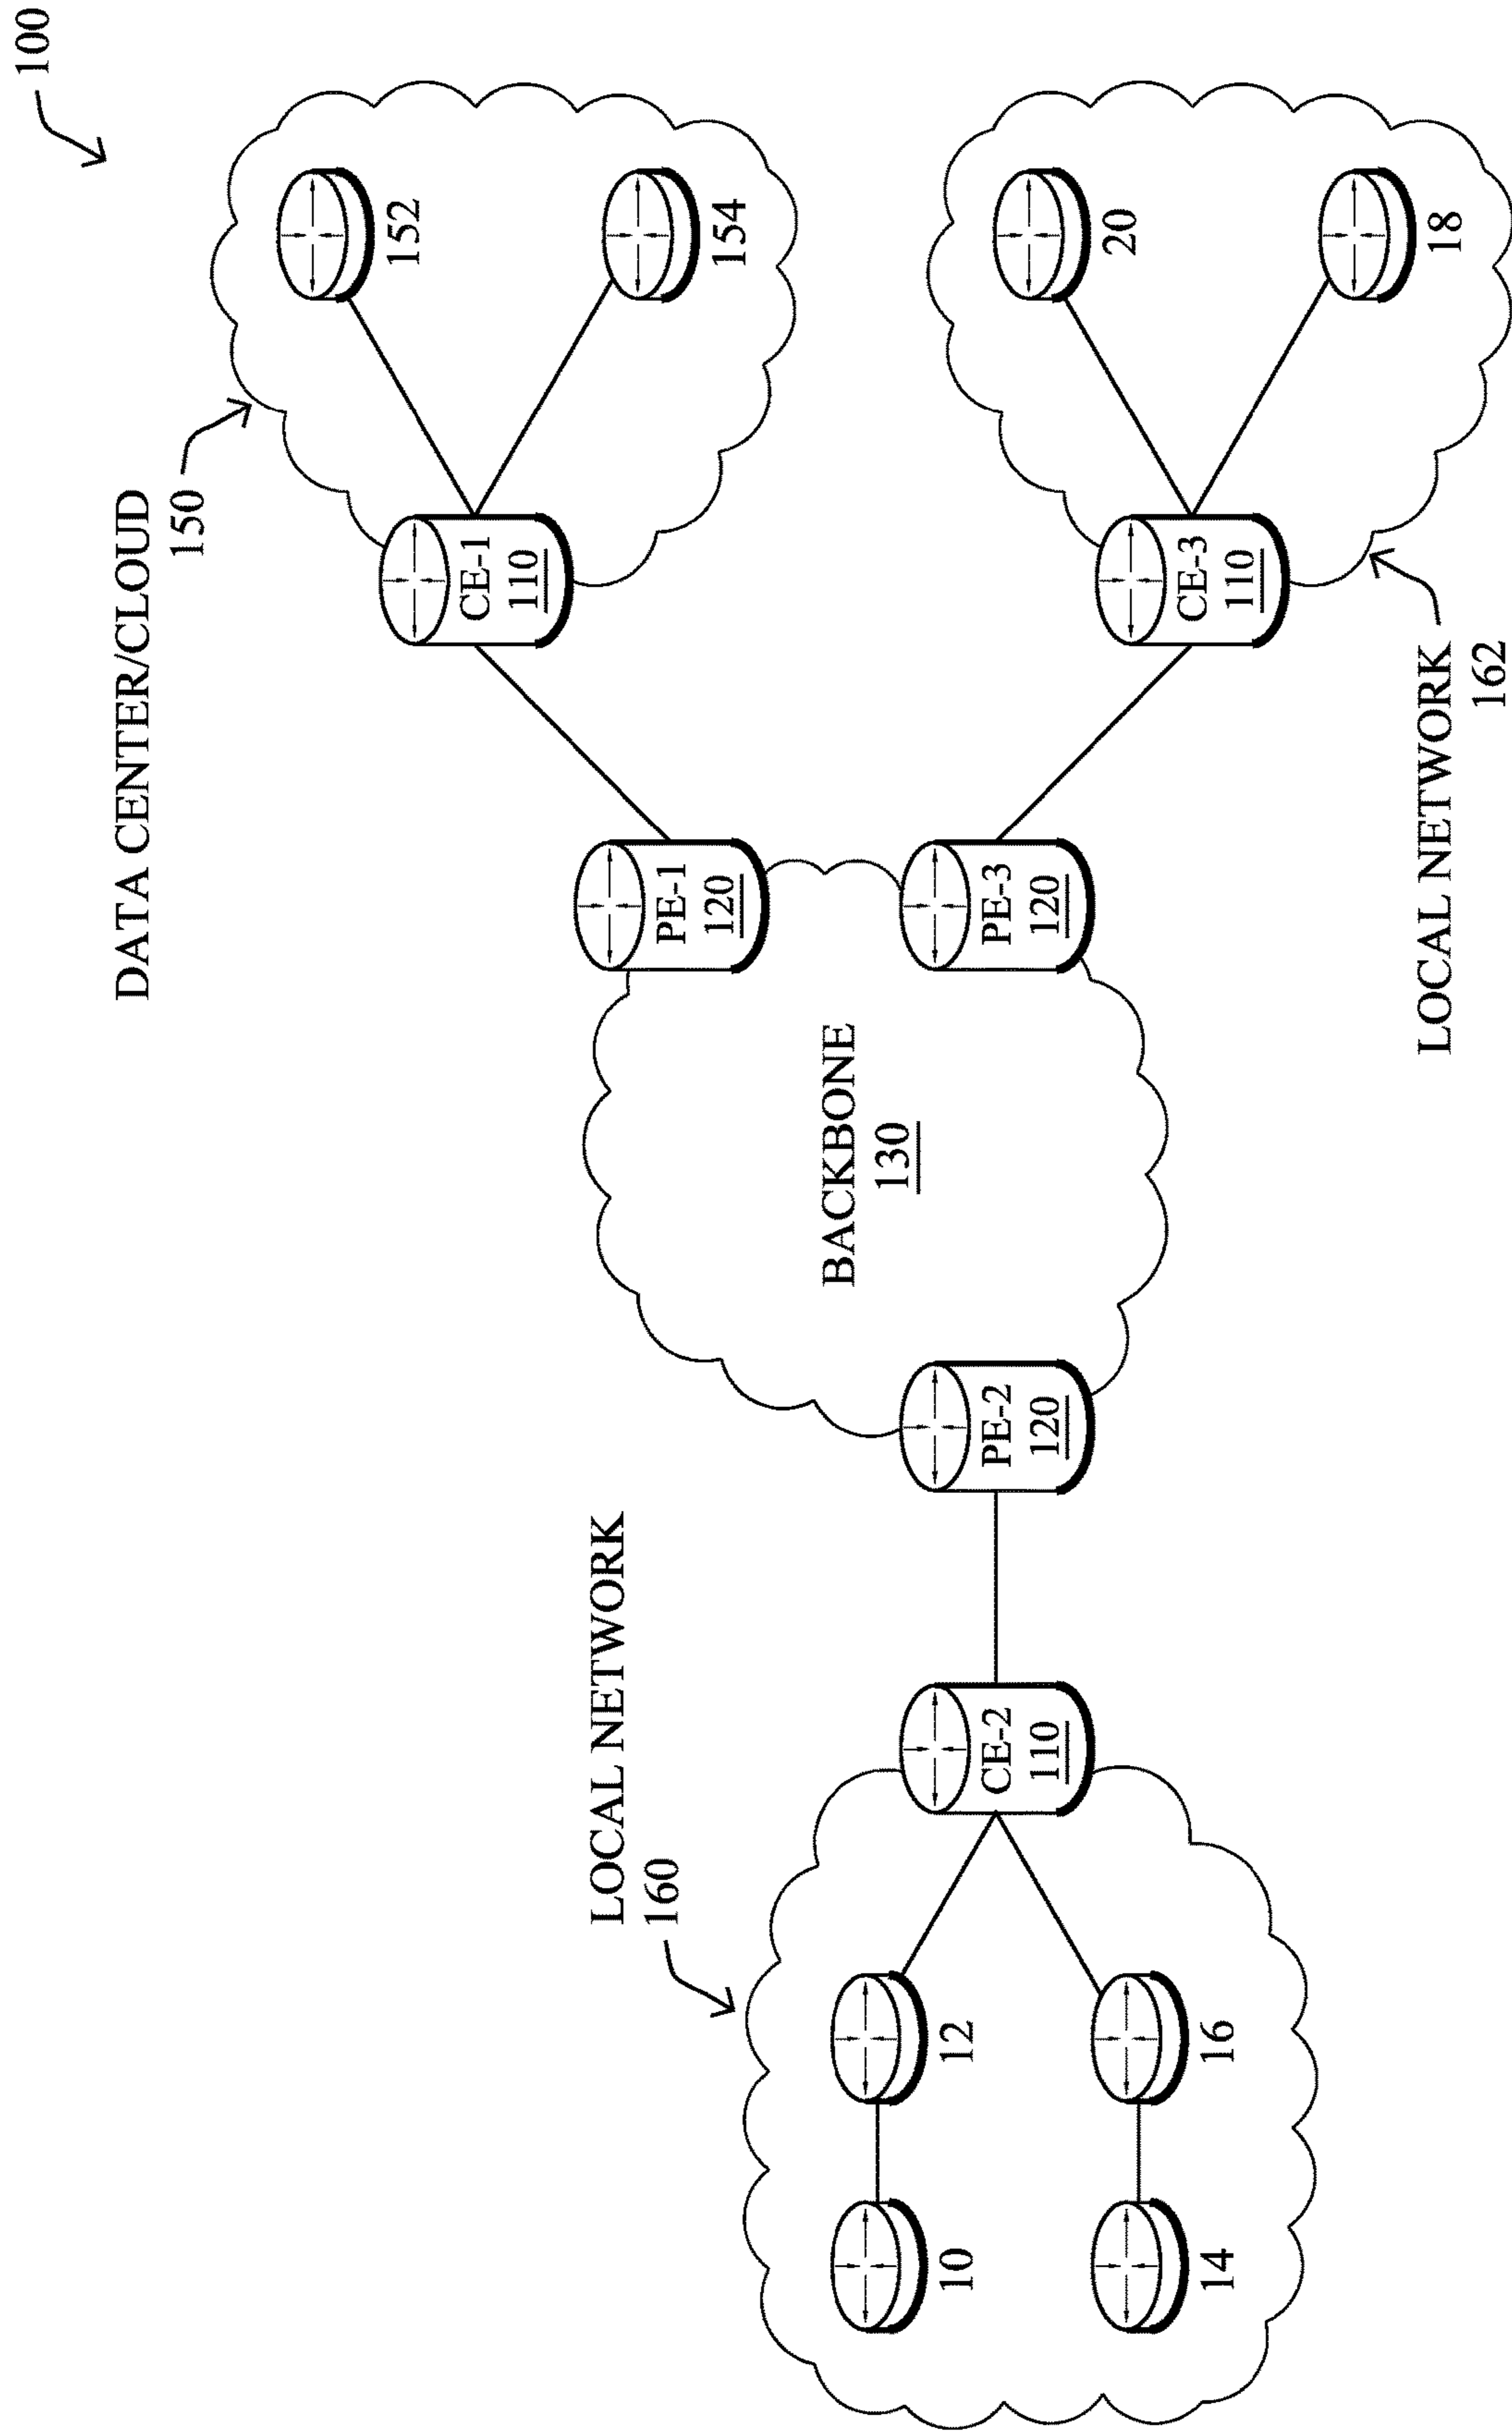 100
DATA CENTER/CLOUD
150
152
154
CE-1
110
PE-1
120
BACKBONE
130
PE-3
120
PE-2
120
CE-3
110
20
18
LOCAL NETWORK
162
LOCAL NETWORK
160
CE-2
110
12
10
16
14